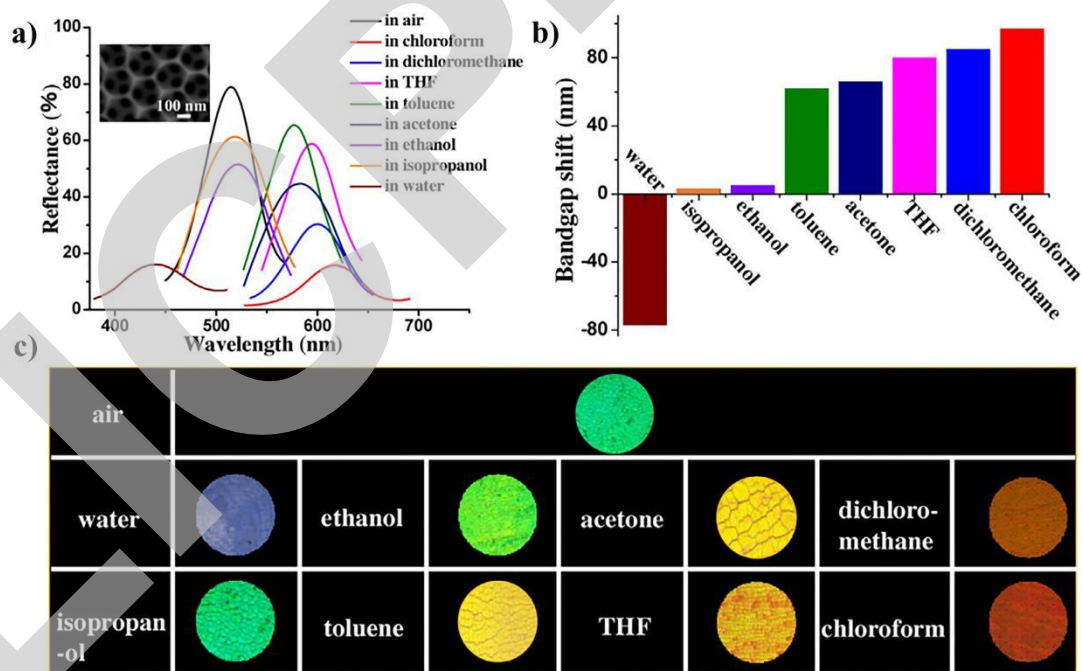 a)
100
80
60
40
20
0
Reflectance (%)
100 nm
in air
in chloroform
in dichloromethane
in THF
in toluene
in acetone
in ethanol
in isopropanol
in water
400 500 600 700
Wavelength (nm)
b)
80
40
0
-40
-80
Bandgap shift (nm)
water
isopropanol
ethanol
toluene
acetone
THF
dichloromethane
chloroform
c)
air
water
ethanol
acetone
dichloro-
methane
isopropan
-ol
toluene
THF
chloroform